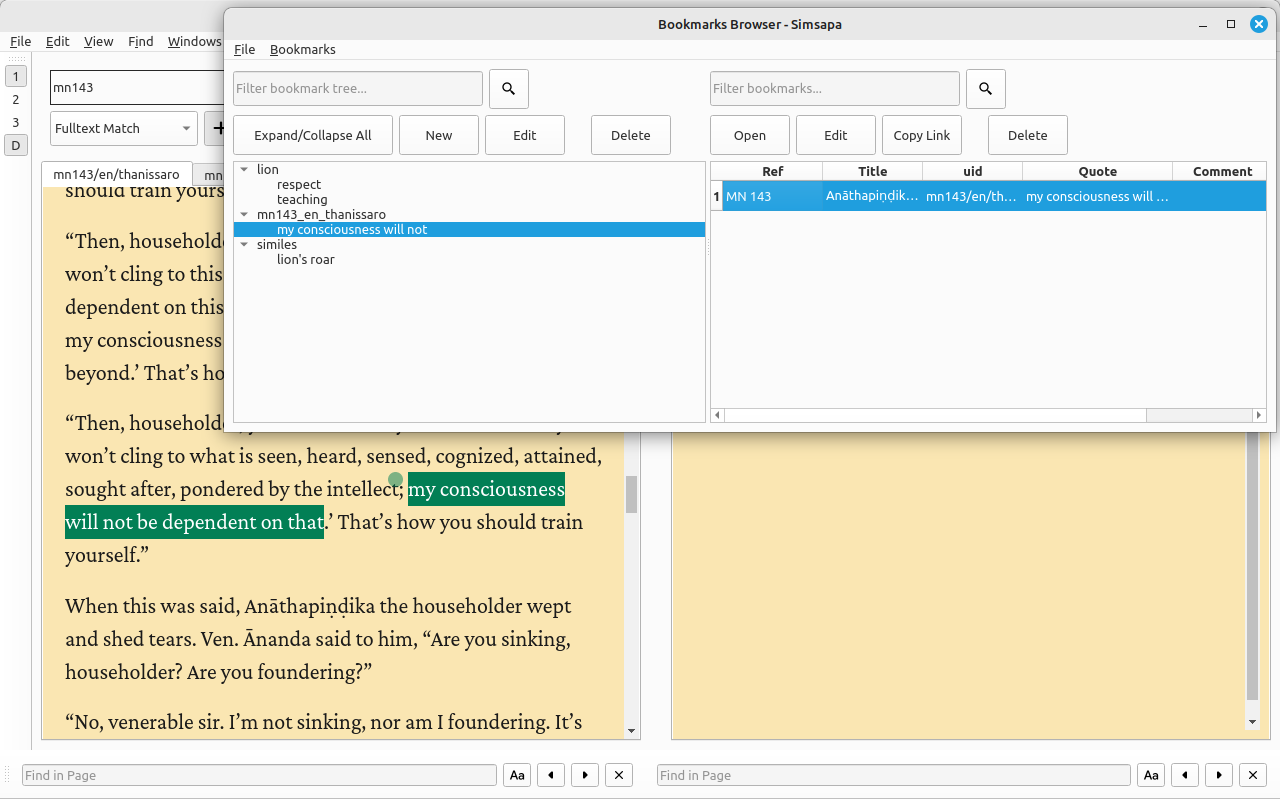 Bookmarks Browser - Simsapa
File Edit View Find Windows
File Bookmarks
1
2
3
D
mn143
Fulltext Match
Filter bookmark tree...
Filter bookmarks...
Expand/Collapse All New Edit Delete
Open Edit Copy Link Delete
lion
respect
teaching
mn143_en_thanissaro
my consciousness will not
similes
lion's roar
Ref Title uid Quote Comment
1 MN 143 Anāthapiṇḍik… mn143/en/th… my consciousness will …
mn143/en/thanissaro mn
should train yours
“Then, household
won’t cling to this
dependent on this
my consciousness
beyond.’ That’s ho
“Then, householde
won’t cling to what is seen, heard, sensed, cognized, attained,
sought after, pondered by the intellect; my consciousness
will not be dependent on that.’ That’s how you should train
yourself.”
When this was said, Anāthapiṇḍika the householder wept
and shed tears. Ven. Ānanda said to him, “Are you sinking,
householder? Are you foundering?”
“No, venerable sir. I’m not sinking, nor am I foundering. It’s
Find in Page Aa
Find in Page Aa